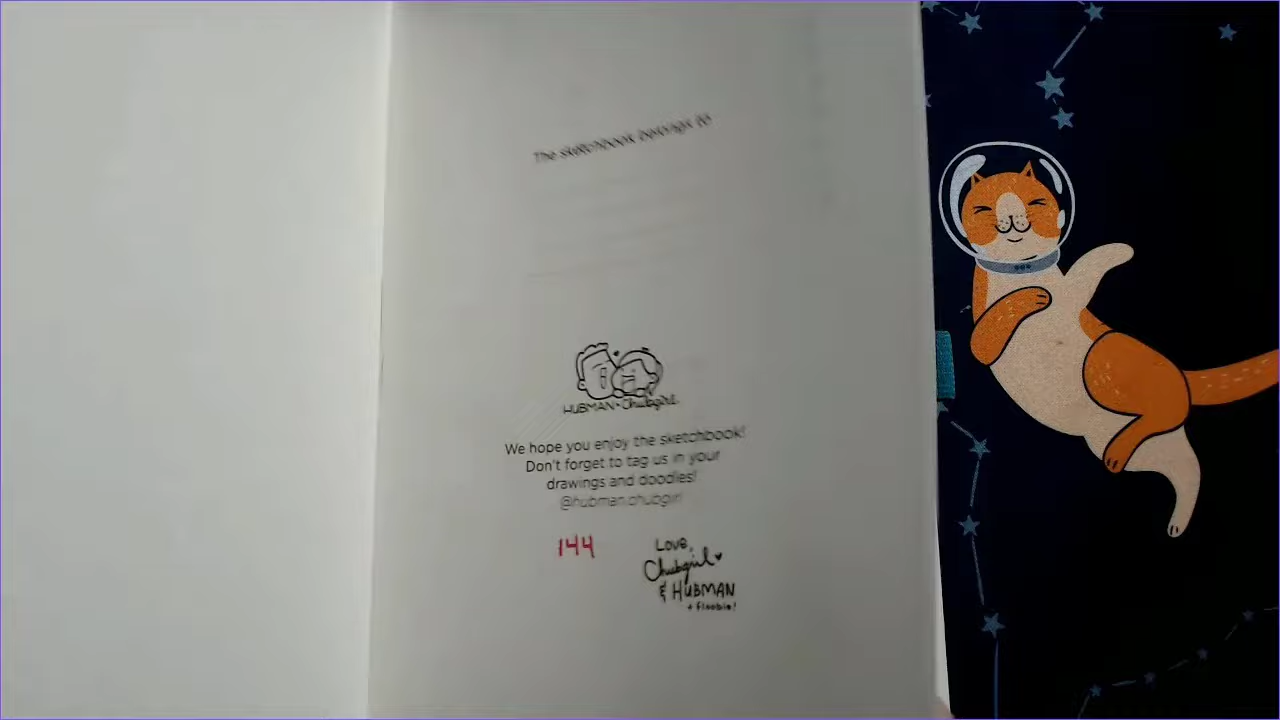 The sketchbook belongs to
HUBMAN + Chubgirl
We hope you enjoy the sketchbook!
Don't forget to tag us in your
drawings and doodles!
@hubman.chubgirl
144
Love,
Chubgirl
& HUBMAN
+ Floobie!